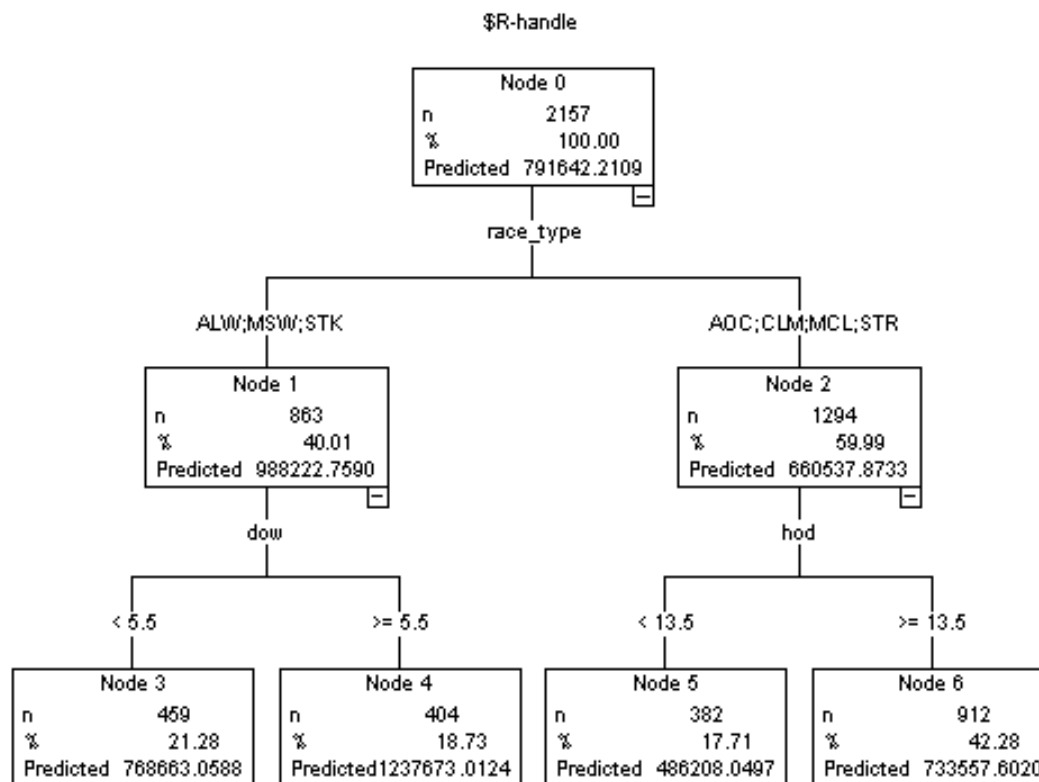 $R-handle
Node 0
n 2157
% 100.00
Predicted 791642.2109
race_type
ALW;MSW;STK
AOC;CLM;MCL;STR
Node 1
n 863
% 40.01
Predicted 988222.7590
Node 2
n 1294
% 59.99
Predicted 660537.8733
dow
hod
< 5.5
>= 5.5
< 13.5
>= 13.5
Node 3
n 459
% 21.28
Predicted 768663.0588
Node 4
n 404
% 18.73
Predicted1237673.0124
Node 5
n 382
% 17.71
Predicted 486208.0497
Node 6
n 912
% 42.28
Predicted 733557.6020